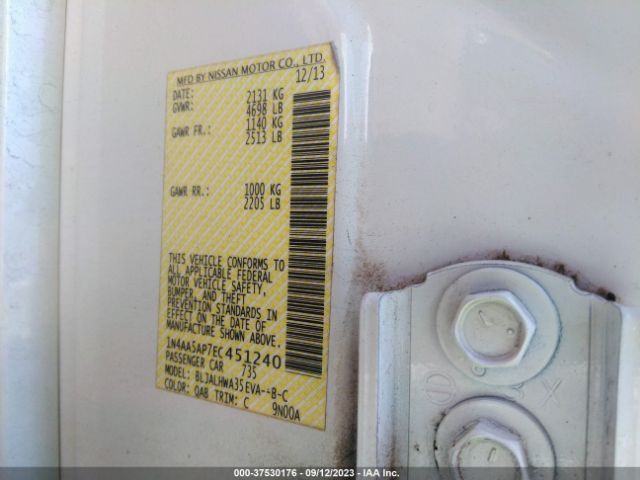 MFD BY NISSAN MOTOR CO., LTD.
DATE: 12/13
GVWR: 2131 KG
4698 LB
GAWR FR.: 1140 KG
2513 LB
GAWR RR.: 1000 KG
2205 LB
THIS VEHICLE CONFORMS TO
ALL APPLICABLE FEDERAL
MOTOR VEHICLE SAFETY,
BUMPER, AND THEFT
PREVENTION STANDARDS IN
EFFECT ON THE DATE OF
MANUFACTURE SHOWN ABOVE.
1N4AA5AP7EC451240
PASSENGER CAR 735
MODEL: BLJALHWA35EVA--B-C
COLOR: QAB TRIM: C 9N00A
000-37530176 - 09/12/2023 - IAA Inc.